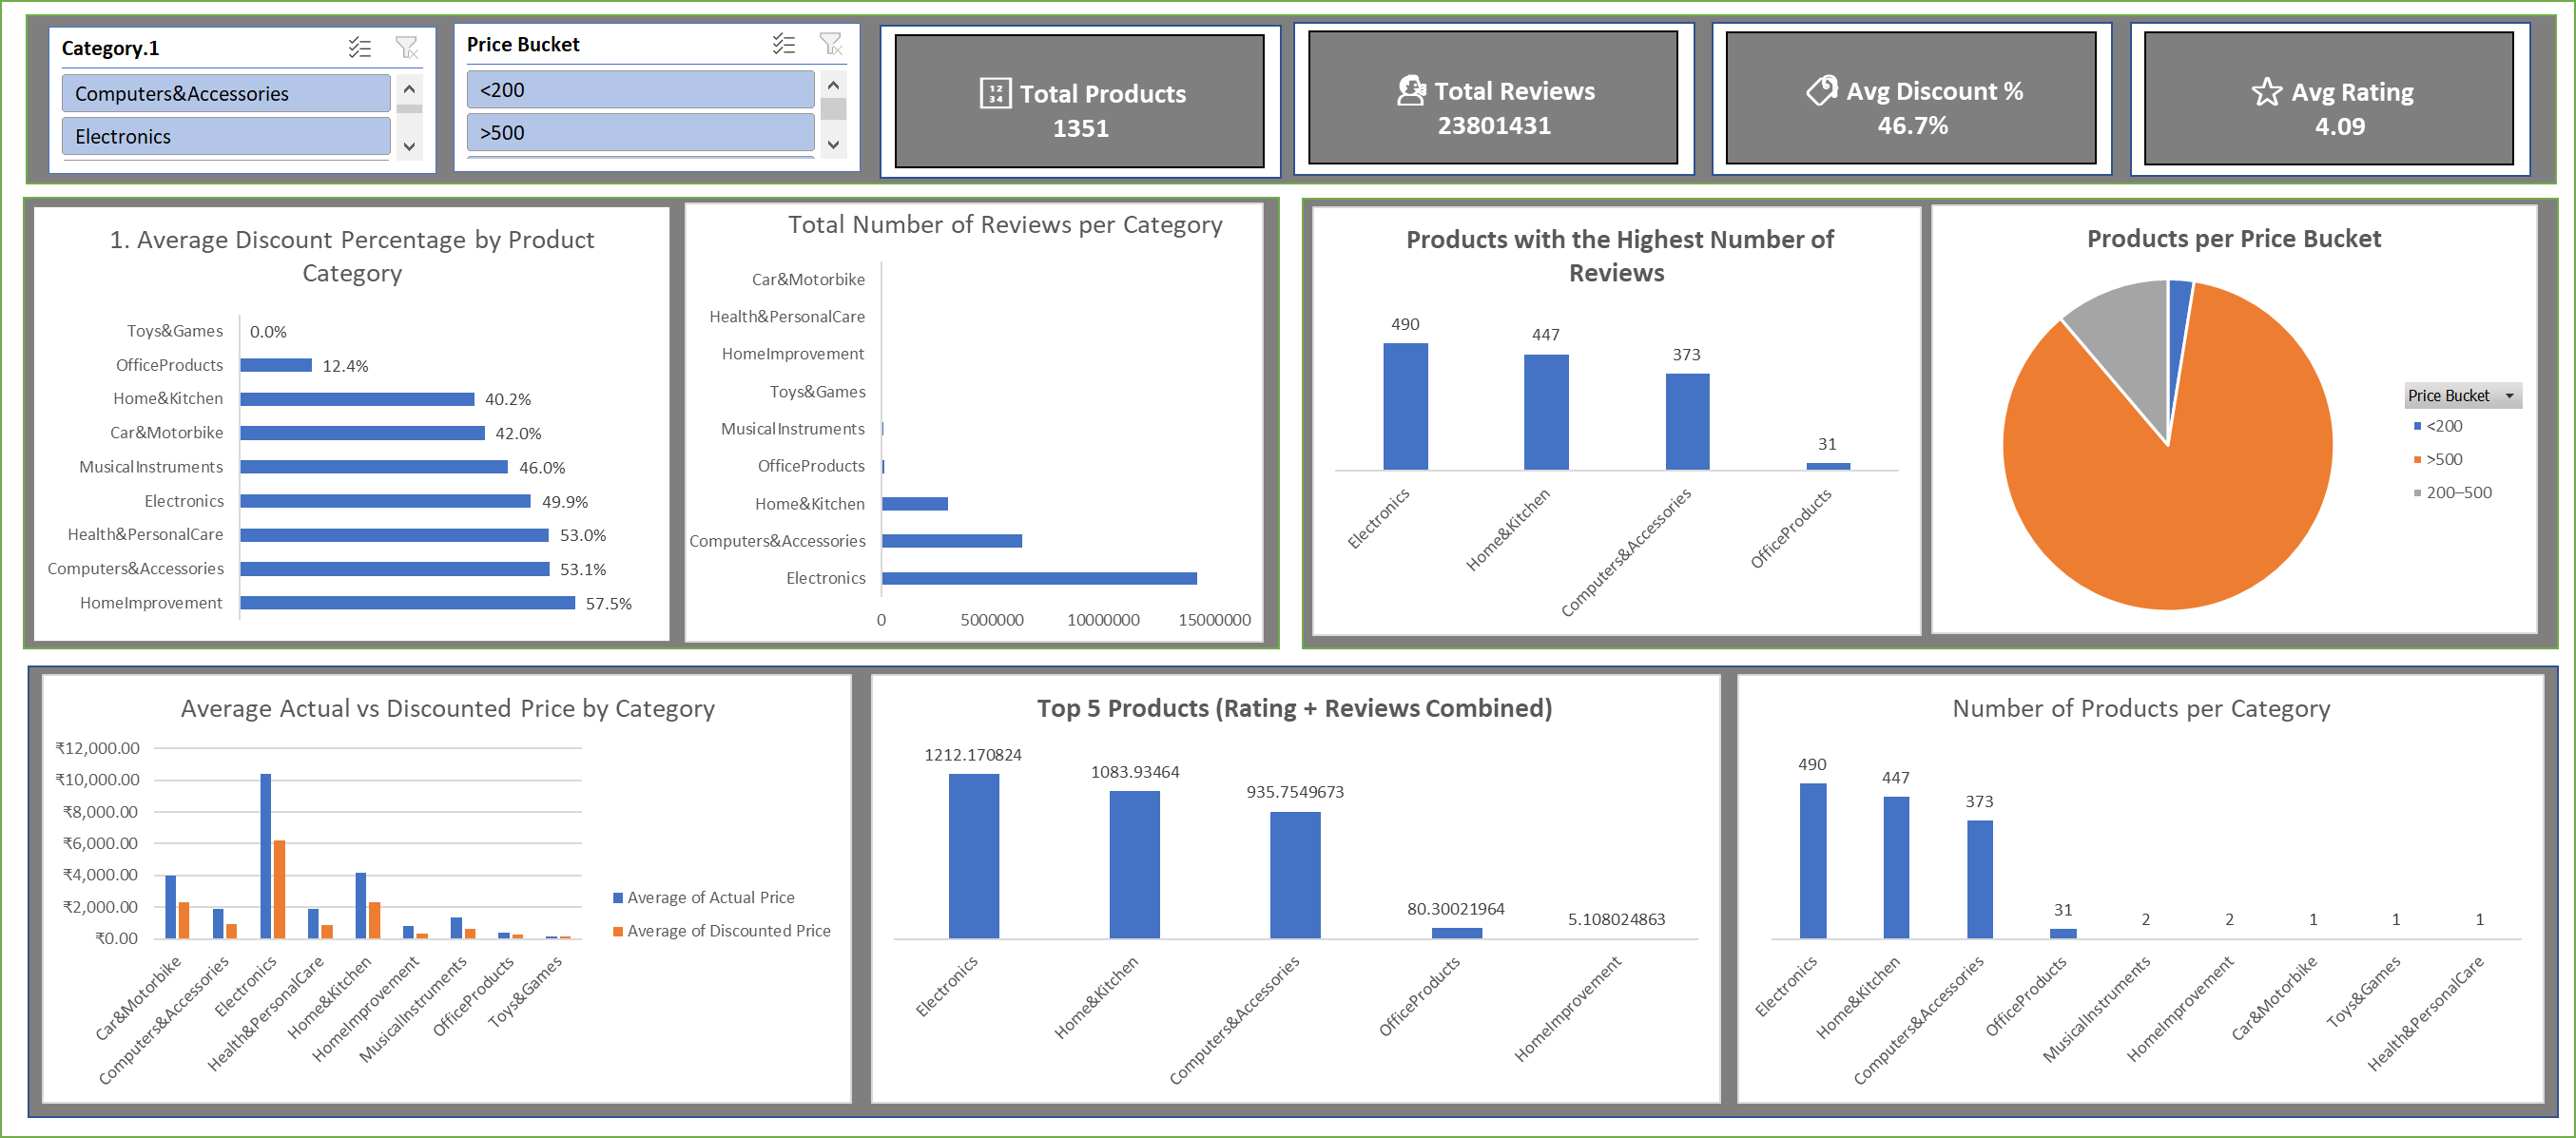 Category.1
Computers&Accessories
Electronics
Price Bucket
<200
>500
12
34
Total Products
1351
Total Reviews
23801431
Avg Discount %
46.7%
Avg Rating
4.09
1. Average Discount Percentage by Product
Category
Toys&Games 0.0%
OfficeProducts 12.4%
Home&Kitchen 40.2%
Car&Motorbike 42.0%
MusicalInstruments 46.0%
Electronics 49.9%
Health&PersonalCare 53.0%
Computers&Accessories 53.1%
HomeImprovement 57.5%
Total Number of Reviews per Category
Car&Motorbike
Health&PersonalCare
HomeImprovement
Toys&Games
MusicalInstruments
OfficeProducts
Home&Kitchen
Computers&Accessories
Electronics
0 5000000 10000000 15000000
Products with the Highest Number of
Reviews
490 447 373 31
Electronics Home&Kitchen Computers&Accessories OfficeProducts
Products per Price Bucket
Price Bucket
<200
>500
200–500
Average Actual vs Discounted Price by Category
₹12,000.00
₹10,000.00
₹8,000.00
₹6,000.00
₹4,000.00
₹2,000.00
₹0.00
Car&Motorbike Computers&Accessories Electronics Health&PersonalCare Home&Kitchen HomeImprovement MusicalInstruments OfficeProducts Toys&Games
Average of Actual Price
Average of Discounted Price
Top 5 Products (Rating + Reviews Combined)
1212.170824 1083.93464 935.7549673 80.30021964 5.108024863
Electronics Home&Kitchen Computers&Accessories OfficeProducts HomeImprovement
Number of Products per Category
490 447 373 31 2 2 1 1 1
Electronics Home&Kitchen Computers&Accessories OfficeProducts MusicalInstruments HomeImprovement Car&Motorbike Toys&Games Health&PersonalCare